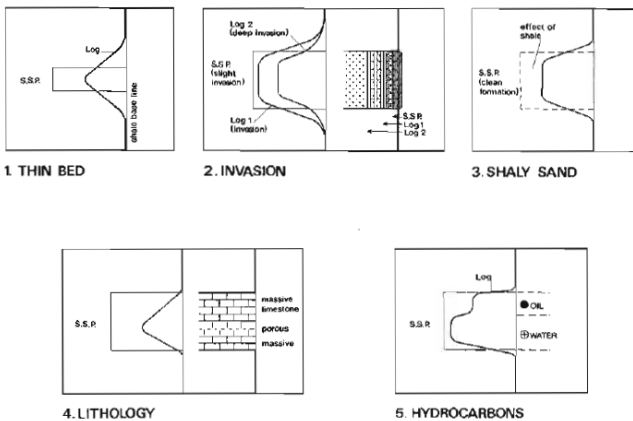 Log
S.S.P.
shale base line
1. THIN BED
Log 2
(deep invasion)
S.S.P.
(slight
invasion)
Log 1
(invasion)
S.S.P.
Log 1
Log 2
2. INVASION
effect of
shale
S.S.P.
(clean
formation)
3. SHALY SAND
S.S.P.
massive
limestone
porous
massive
4. LITHOLOGY
Log
S.S.P.
OIL
WATER
5. HYDROCARBONS